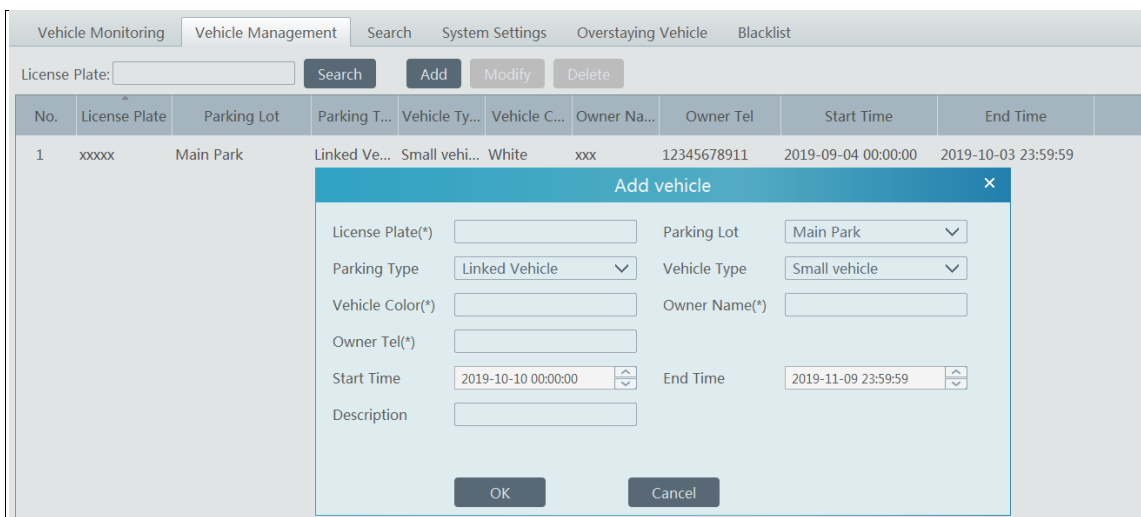 Vehicle Monitoring Vehicle Management Search System Settings Overstaying Vehicle Blacklist
License Plate: Search Add Modify Delete
No. License Plate Parking Lot Parking T... Vehicle Ty... Vehicle C... Owner Na... Owner Tel Start Time End Time
1 xxxxx Main Park Linked Ve... Small vehi... White xxx 12345678911 2019-09-04 00:00:00 2019-10-03 23:59:59
Add vehicle
License Plate(*) Parking Lot Main Park
Parking Type Linked Vehicle Vehicle Type Small vehicle
Vehicle Color(*) Owner Name(*)
Owner Tel(*)
Start Time 2019-10-10 00:00:00 End Time 2019-11-09 23:59:59
Description
OK Cancel